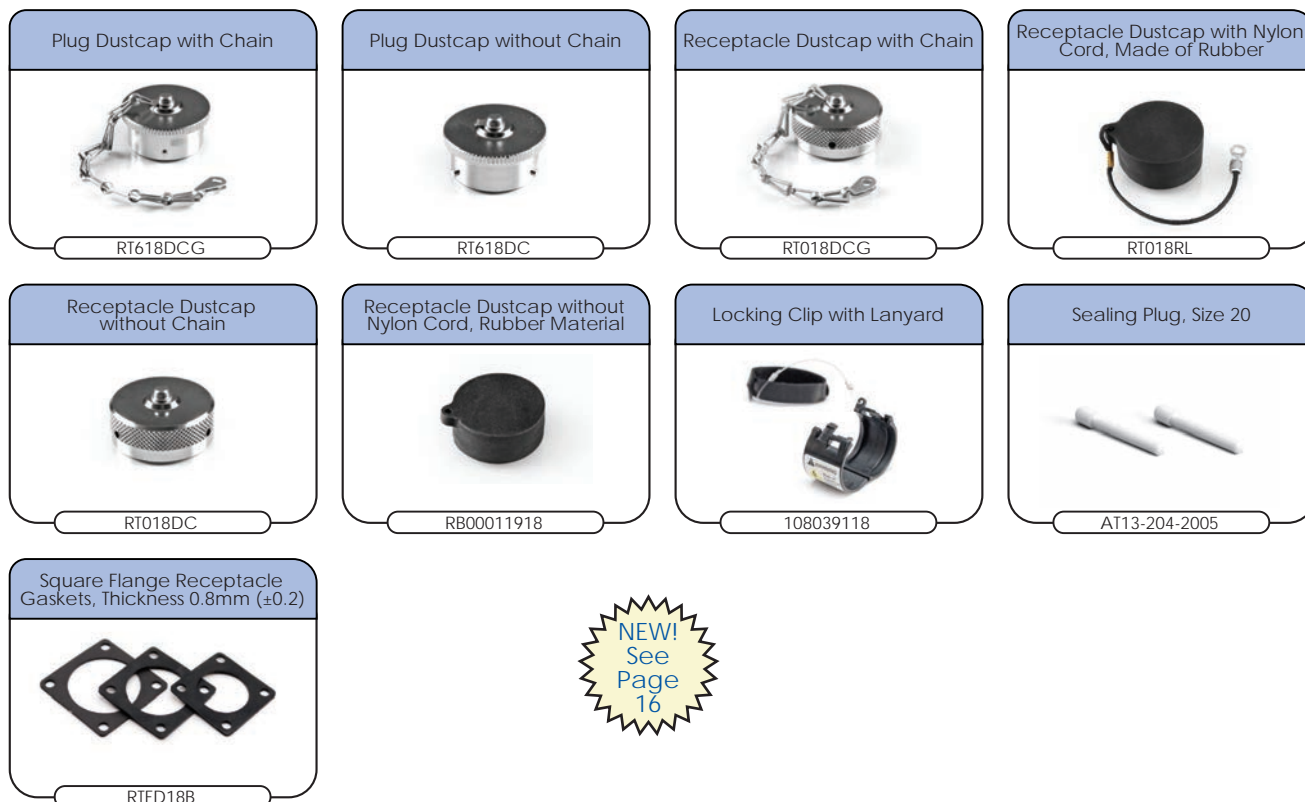 Plug Dustcap with Chain
RT618DCG
Plug Dustcap without Chain
RT618DC
Receptacle Dustcap with Chain
RT018DCG
Receptacle Dustcap with Nylon
Cord, Made of Rubber
RT018RL
Receptacle Dustcap
without Chain
RT018DC
Receptacle Dustcap without
Nylon Cord, Rubber Material
RB00011918
Locking Clip with Lanyard
108039118
Sealing Plug, Size 20
AT13-204-2005
Square Flange Receptacle
Gaskets, Thickness 0.8mm (±0.2)
RTFD18B
NEW!
See
Page
16